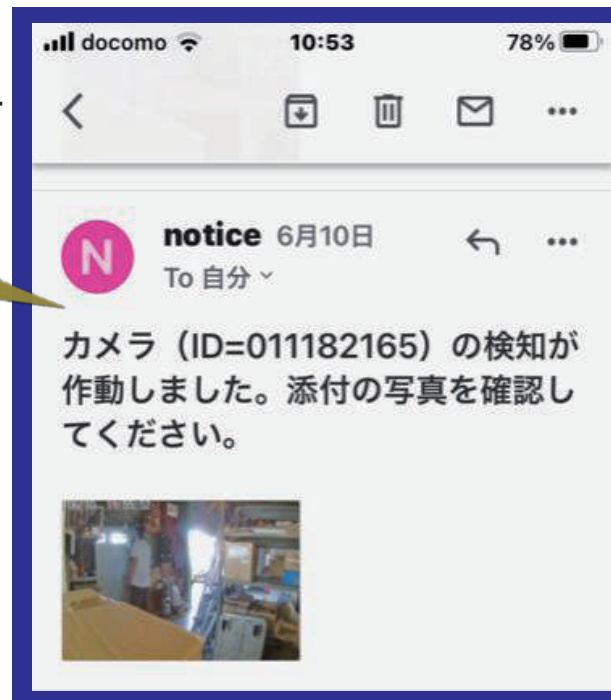 docomo 10:53 78%
N
notice 6月10日
To 自分
カメラ（ID=011182165）の検知が
作動しました。添付の写真を確認し
てください。